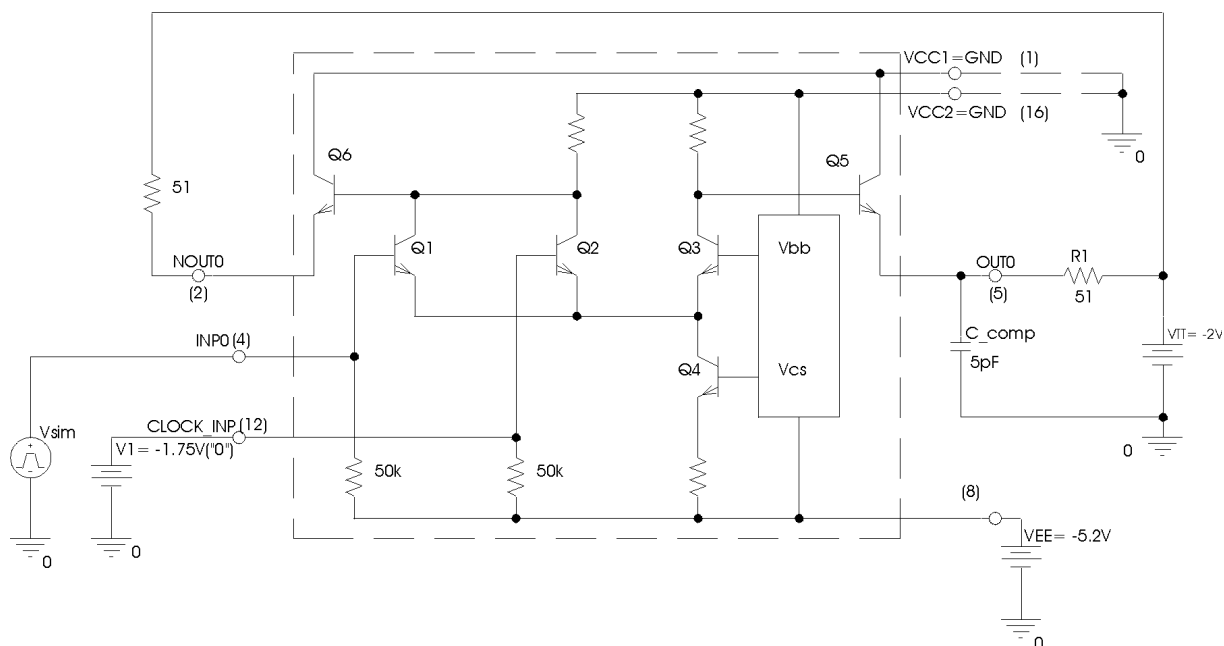 VCC1=GND (1)
VCC2=GND (16)
0
Q6
Q5
51
Q1
Q2
Q3
Vbb
NOUT0
(2)
OUT0
(5)
R1
51
INP0(4)
C_comp
5pF
VTT= -2V
Q4
Vcs
Vsim
CLOCK_INP(12)
V1= -1.75V("0")
50k
50k
0
(8)
VEE= -5.2V
0
0
0